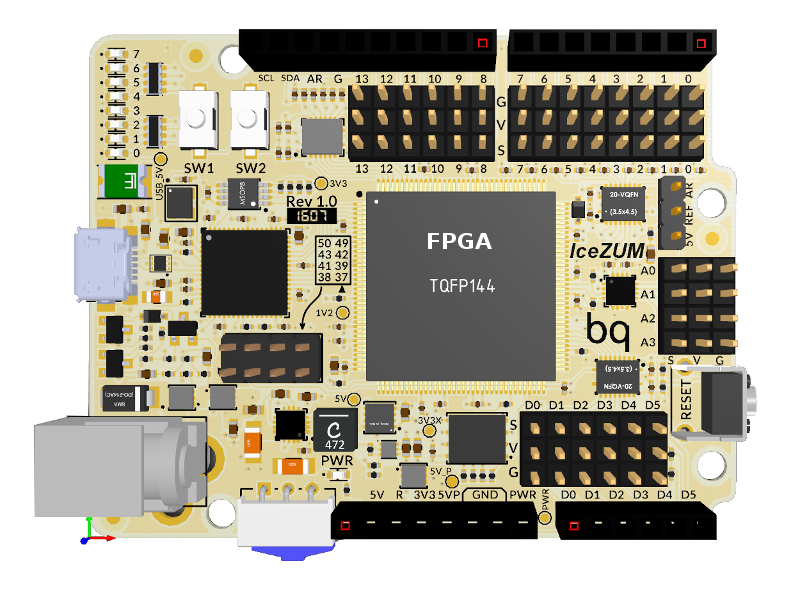 7
6
5
4
3
2
1
0
SCL SDA AR G 13 12 11 10 9 8
7 6 5 4 3 2 1 0
G
V
S
SW1 SW2
13 12 11 10 9 8
7 6 5 4 3 2 1 0
USB_5V
MSOP8
3V3
Rev 1.0
1607
50 49
43 42
41 39
38 37
1V2
FPGA
TQFP144
20-VQFN
(3.5x4.5)
AR
REF
5V
IceZUM
bq
A0
A1
A2
A3
S V G
20-VQFN
(3.5x4.5)
RESET
5V
C
472
PWR
3V3X
5V_P
D0 D1 D2 D3 D4 D5
S
V
G
5V R 3V3 5VP GND PWR
PWR
D0 D1 D2 D3 D4 D5